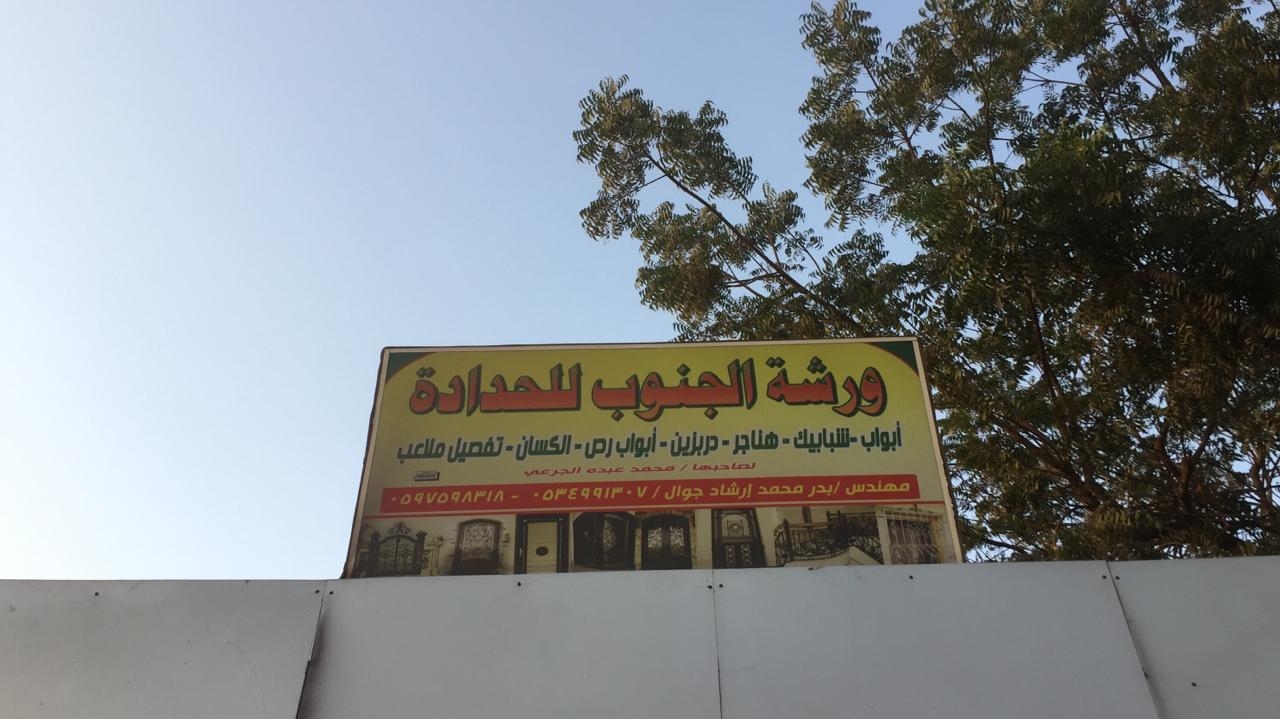 ورشة الجنوب للحدادة
أبواب - شبابيك - هناجر - دربزين - أبواب رص - الكسان - تفصيل ملاعب
لصاحبها / محمد عبده الجرعي
مهندس / بدر محمد إرشاد جوال / ٠٥٣٤٩٩١٣٠٧ - ٠٥٩٧٥٩٨٣١٨